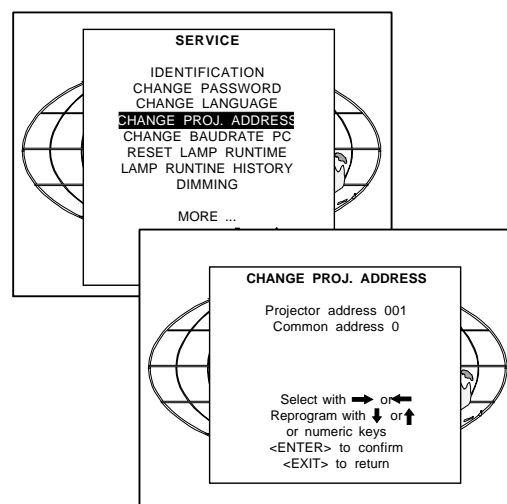 SERVICE
IDENTIFICATION
CHANGE PASSWORD
CHANGE LANGUAGE
CHANGE PROJ. ADDRESS
CHANGE BAUDRATE PC
RESET LAMP RUNTIME
LAMP RUNTINE HISTORY
DIMMING
MORE ...
CHANGE PROJ. ADDRESS
Projector address 001
Common address 0
Select with ➡ or ⬅
Reprogram with ⬇ or ⬆
or numeric keys
<ENTER> to confirm
<EXIT> to return